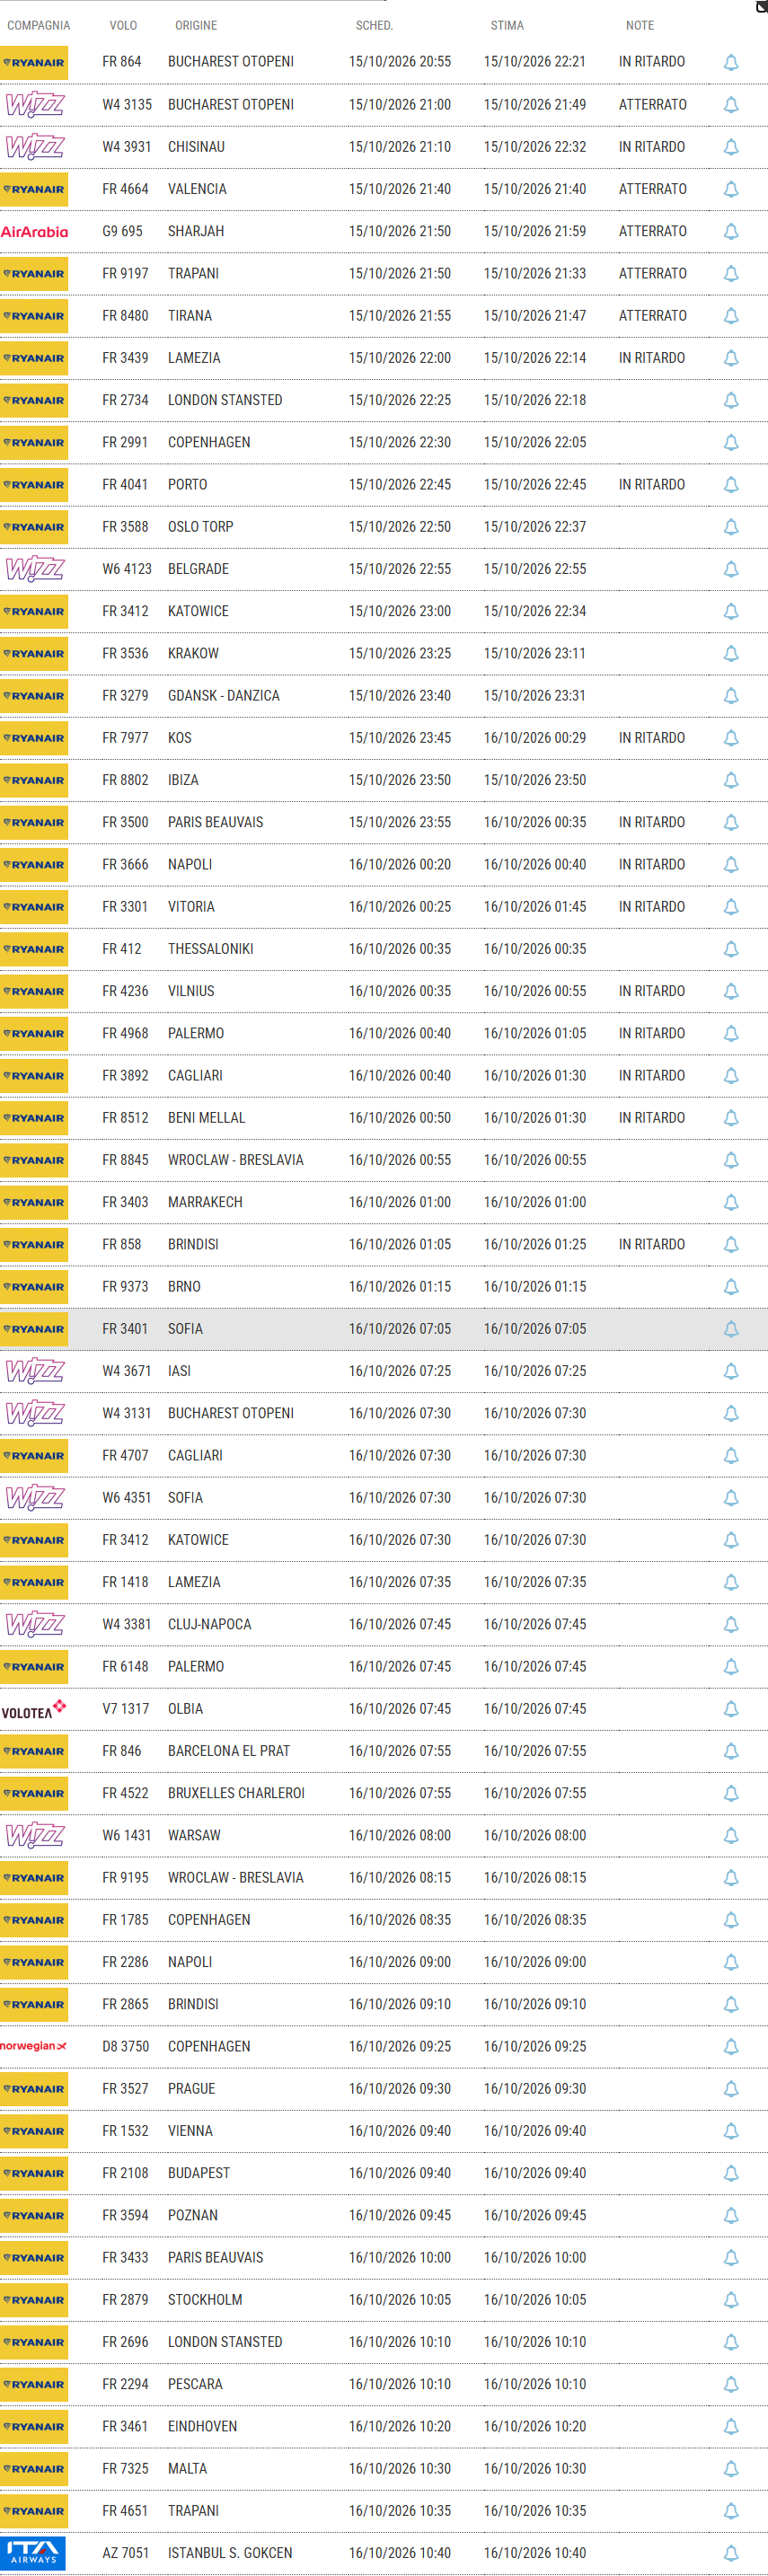 COMPAGNIA VOLO ORIGINE SCHED. STIMA NOTE
RYANAIR FR 864 BUCHAREST OTOPENI 15/10/2026 20:55 15/10/2026 22:21 IN RITARDO
WIZZ W4 3135 BUCHAREST OTOPENI 15/10/2026 21:00 15/10/2026 21:49 ATTERRATO
WIZZ W4 3931 CHISINAU 15/10/2026 21:10 15/10/2026 22:32 IN RITARDO
RYANAIR FR 4664 VALENCIA 15/10/2026 21:40 15/10/2026 21:40 ATTERRATO
AirArabia G9 695 SHARJAH 15/10/2026 21:50 15/10/2026 21:59 ATTERRATO
RYANAIR FR 9197 TRAPANI 15/10/2026 21:50 15/10/2026 21:33 ATTERRATO
RYANAIR FR 8480 TIRANA 15/10/2026 21:55 15/10/2026 21:47 ATTERRATO
RYANAIR FR 3439 LAMEZIA 15/10/2026 22:00 15/10/2026 22:14 IN RITARDO
RYANAIR FR 2734 LONDON STANSTED 15/10/2026 22:25 15/10/2026 22:18
RYANAIR FR 2991 COPENHAGEN 15/10/2026 22:30 15/10/2026 22:05
RYANAIR FR 4041 PORTO 15/10/2026 22:45 15/10/2026 22:45 IN RITARDO
RYANAIR FR 3588 OSLO TORP 15/10/2026 22:50 15/10/2026 22:37
WIZZ W6 4123 BELGRADE 15/10/2026 22:55 15/10/2026 22:55
RYANAIR FR 3412 KATOWICE 15/10/2026 23:00 15/10/2026 22:34
RYANAIR FR 3536 KRAKOW 15/10/2026 23:25 15/10/2026 23:11
RYANAIR FR 3279 GDANSK - DANZICA 15/10/2026 23:40 15/10/2026 23:31
RYANAIR FR 7977 KOS 15/10/2026 23:45 16/10/2026 00:29 IN RITARDO
RYANAIR FR 8802 IBIZA 15/10/2026 23:50 15/10/2026 23:50
RYANAIR FR 3500 PARIS BEAUVAIS 15/10/2026 23:55 16/10/2026 00:35 IN RITARDO
RYANAIR FR 3666 NAPOLI 16/10/2026 00:20 16/10/2026 00:40 IN RITARDO
RYANAIR FR 3301 VITORIA 16/10/2026 00:25 16/10/2026 01:45 IN RITARDO
RYANAIR FR 412 THESSALONIKI 16/10/2026 00:35 16/10/2026 00:35
RYANAIR FR 4236 VILNIUS 16/10/2026 00:35 16/10/2026 00:55 IN RITARDO
RYANAIR FR 4968 PALERMO 16/10/2026 00:40 16/10/2026 01:05 IN RITARDO
RYANAIR FR 3892 CAGLIARI 16/10/2026 00:40 16/10/2026 01:30 IN RITARDO
RYANAIR FR 8512 BENI MELLAL 16/10/2026 00:50 16/10/2026 01:30 IN RITARDO
RYANAIR FR 8845 WROCLAW - BRESLAVIA 16/10/2026 00:55 16/10/2026 00:55
RYANAIR FR 3403 MARRAKECH 16/10/2026 01:00 16/10/2026 01:00
RYANAIR FR 858 BRINDISI 16/10/2026 01:05 16/10/2026 01:25 IN RITARDO
RYANAIR FR 9373 BRNO 16/10/2026 01:15 16/10/2026 01:15
RYANAIR FR 3401 SOFIA 16/10/2026 07:05 16/10/2026 07:05
WIZZ W4 3671 IASI 16/10/2026 07:25 16/10/2026 07:25
WIZZ W4 3131 BUCHAREST OTOPENI 16/10/2026 07:30 16/10/2026 07:30
RYANAIR FR 4707 CAGLIARI 16/10/2026 07:30 16/10/2026 07:30
WIZZ W6 4351 SOFIA 16/10/2026 07:30 16/10/2026 07:30
RYANAIR FR 3412 KATOWICE 16/10/2026 07:30 16/10/2026 07:30
RYANAIR FR 1418 LAMEZIA 16/10/2026 07:35 16/10/2026 07:35
WIZZ W4 3381 CLUJ-NAPOCA 16/10/2026 07:45 16/10/2026 07:45
RYANAIR FR 6148 PALERMO 16/10/2026 07:45 16/10/2026 07:45
VOLOTEA V7 1317 OLBIA 16/10/2026 07:45 16/10/2026 07:45
RYANAIR FR 846 BARCELONA EL PRAT 16/10/2026 07:55 16/10/2026 07:55
RYANAIR FR 4522 BRUXELLES CHARLEROI 16/10/2026 07:55 16/10/2026 07:55
WIZZ W6 1431 WARSAW 16/10/2026 08:00 16/10/2026 08:00
RYANAIR FR 9195 WROCLAW - BRESLAVIA 16/10/2026 08:15 16/10/2026 08:15
RYANAIR FR 1785 COPENHAGEN 16/10/2026 08:35 16/10/2026 08:35
RYANAIR FR 2286 NAPOLI 16/10/2026 09:00 16/10/2026 09:00
RYANAIR FR 2865 BRINDISI 16/10/2026 09:10 16/10/2026 09:10
norwegian D8 3750 COPENHAGEN 16/10/2026 09:25 16/10/2026 09:25
RYANAIR FR 3527 PRAGUE 16/10/2026 09:30 16/10/2026 09:30
RYANAIR FR 1532 VIENNA 16/10/2026 09:40 16/10/2026 09:40
RYANAIR FR 2108 BUDAPEST 16/10/2026 09:40 16/10/2026 09:40
RYANAIR FR 3594 POZNAN 16/10/2026 09:45 16/10/2026 09:45
RYANAIR FR 3433 PARIS BEAUVAIS 16/10/2026 10:00 16/10/2026 10:00
RYANAIR FR 2879 STOCKHOLM 16/10/2026 10:05 16/10/2026 10:05
RYANAIR FR 2696 LONDON STANSTED 16/10/2026 10:10 16/10/2026 10:10
RYANAIR FR 2294 PESCARA 16/10/2026 10:10 16/10/2026 10:10
RYANAIR FR 3461 EINDHOVEN 16/10/2026 10:20 16/10/2026 10:20
RYANAIR FR 7325 MALTA 16/10/2026 10:30 16/10/2026 10:30
RYANAIR FR 4651 TRAPANI 16/10/2026 10:35 16/10/2026 10:35
ITA AIRWAYS AZ 7051 ISTANBUL S. GOKCEN 16/10/2026 10:40 16/10/2026 10:40